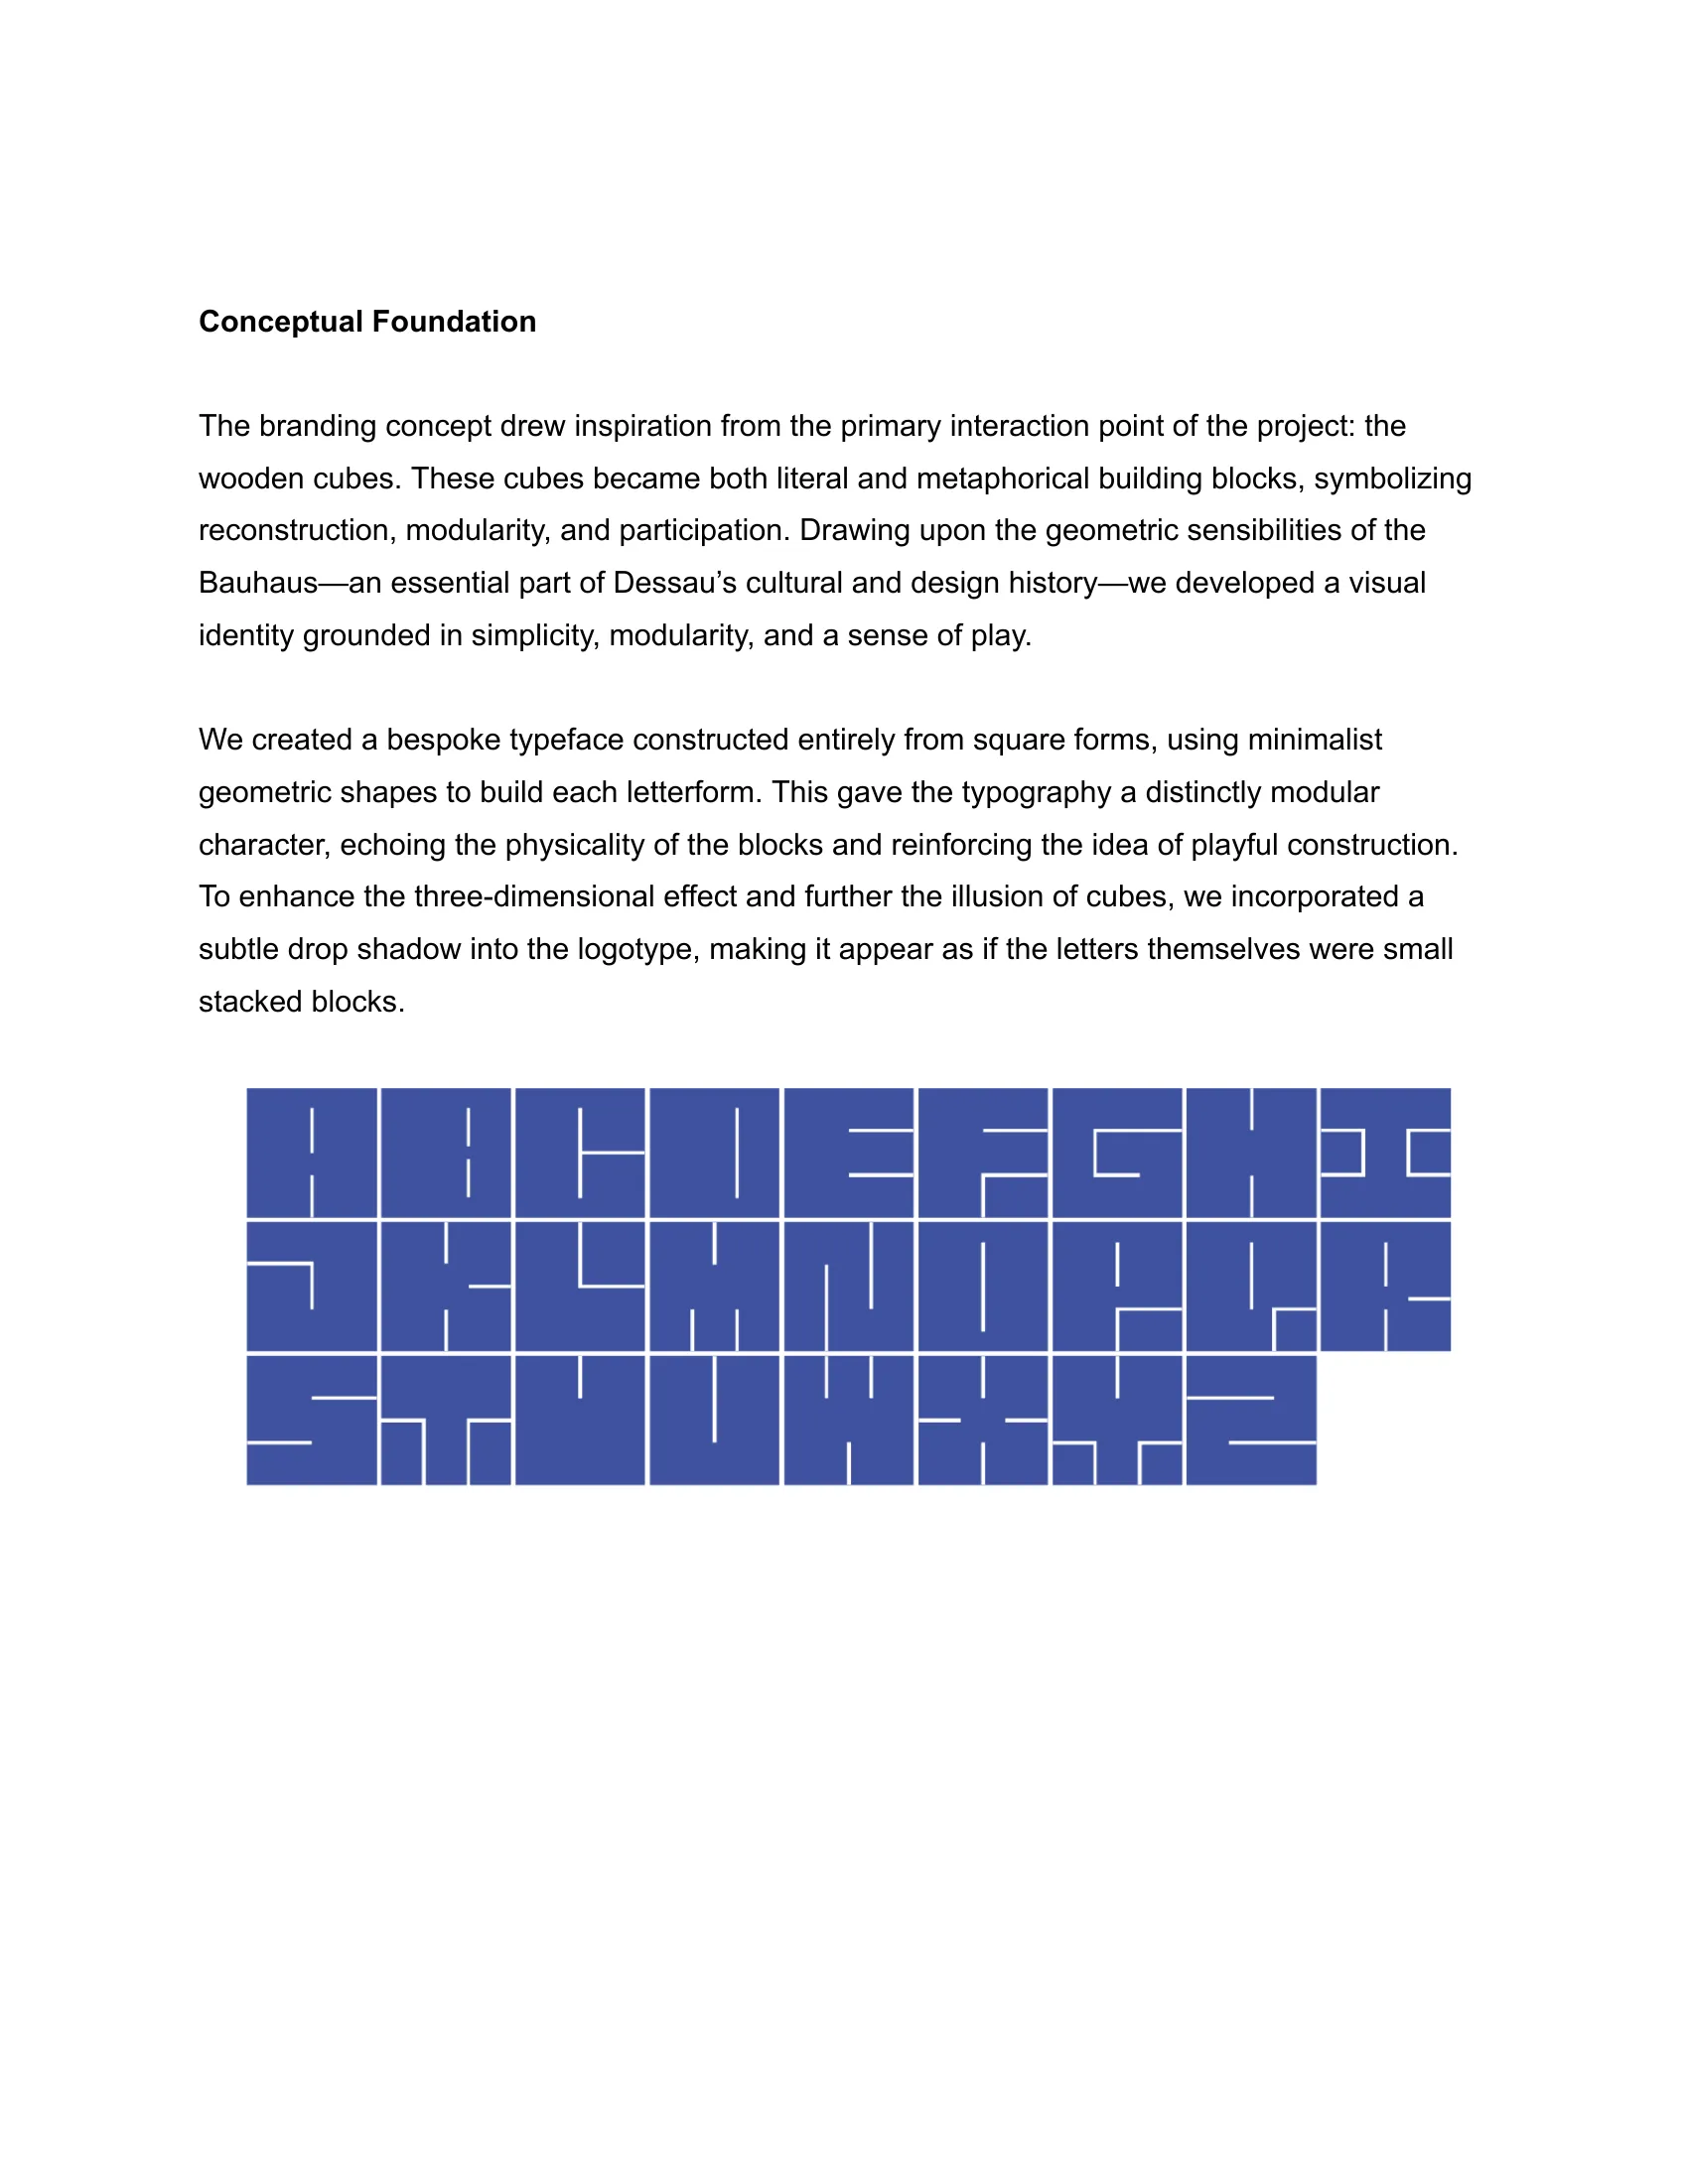 Conceptual Foundation
The branding concept drew inspiration from the primary interaction point of the project: the
wooden cubes. These cubes became both literal and metaphorical building blocks, symbolizing
reconstruction, modularity, and participation. Drawing upon the geometric sensibilities of the
Bauhaus—an essential part of Dessau’s cultural and design history—we developed a visual
identity grounded in simplicity, modularity, and a sense of play.
We created a bespoke typeface constructed entirely from square forms, using minimalist
geometric shapes to build each letterform. This gave the typography a distinctly modular
character, echoing the physicality of the blocks and reinforcing the idea of playful construction.
To enhance the three-dimensional effect and further the illusion of cubes, we incorporated a
subtle drop shadow into the logotype, making it appear as if the letters themselves were small
stacked blocks.
A B C D E F G H I
J K L M N O P Q R
S T V U W X Y Z